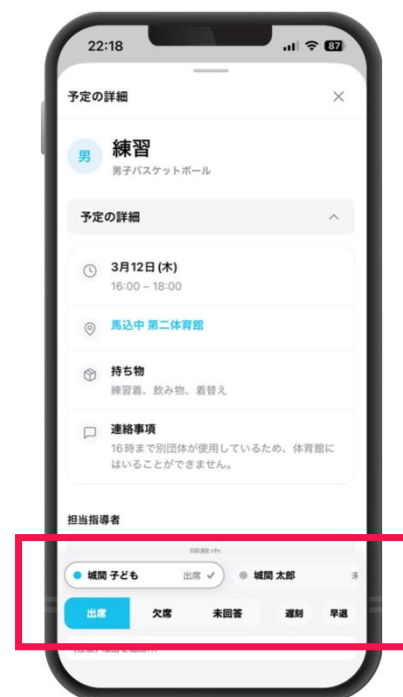 22:18
87
予定の詳細
男
練習
男子バスケットボール
予定の詳細
3月12日 (木)
16:00 – 18:00
馬込中 第二体育館
持ち物
練習着、飲み物、着替え
連絡事項
16時まで別団体が使用しているため、体育館に
はいることができません。
担当指導者
城間 子ども 出席 ✓ 城間 太郎
出席 欠席 未回答 遅刻 早退